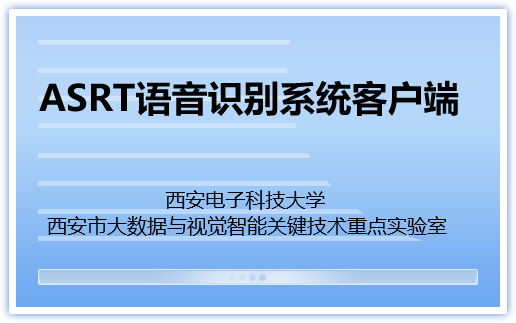 ASRT语音识别系统客户端
西安电子科技大学
西安市大数据与视觉智能关键技术重点实验室